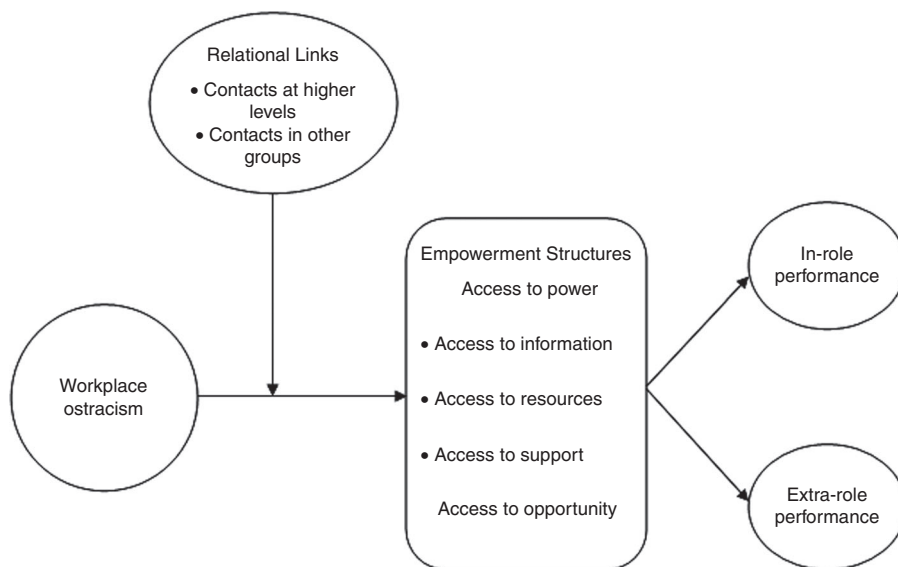 Relational Links
• Contacts at higher
levels
• Contacts in other
groups
Empowerment Structures
Access to power
• Access to information
• Access to resources
• Access to support
Access to opportunity
Workplace
ostracism
In-role
performance
Extra-role
performance